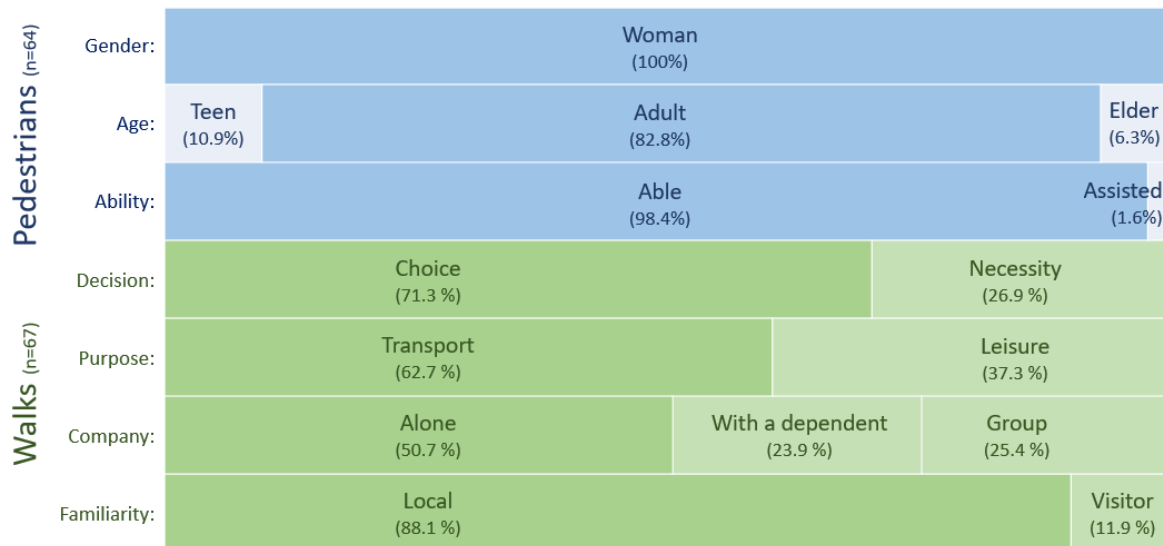 Pedestrians (n=64)
Gender:
Woman
(100%)
Age:
Teen
(10.9%)
Adult
(82.8%)
Elder
(6.3%)
Ability:
Able
(98.4%)
Assisted
(1.6%)
Walks (n=67)
Decision:
Choice
(71.3 %)
Necessity
(26.9 %)
Purpose:
Transport
(62.7 %)
Leisure
(37.3 %)
Company:
Alone
(50.7 %)
With a dependent
(23.9 %)
Group
(25.4 %)
Familiarity:
Local
(88.1 %)
Visitor
(11.9 %)